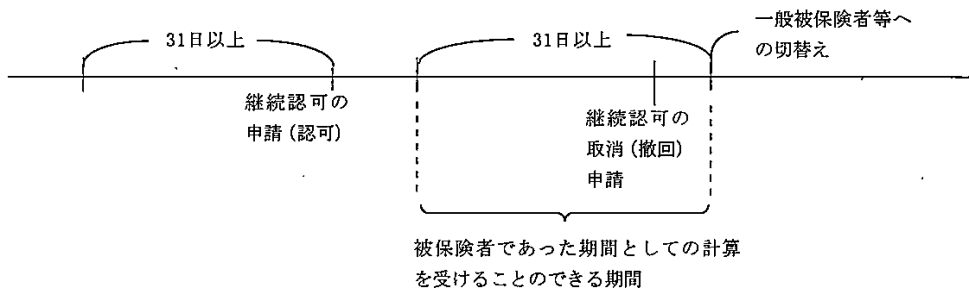 31日以上
31日以上
一般被保険者等へ
の切替え
継続認可の
申請(認可)
継続認可の
取消(撤回)
申請
被保険者であった期間としての計算
を受けることのできる期間